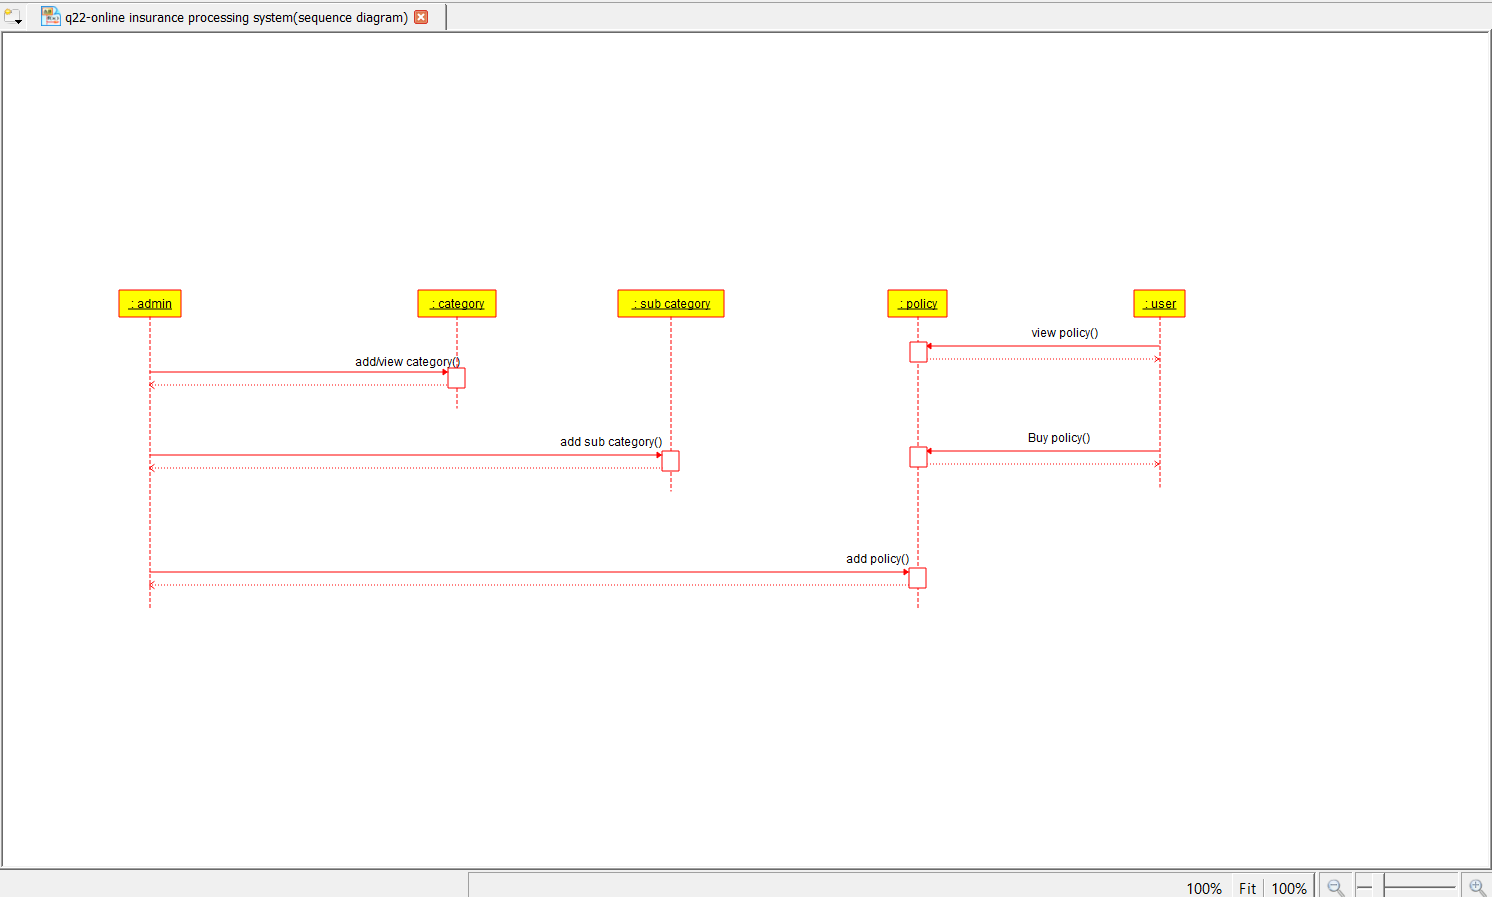 q22-online insurance processing system(sequence diagram)
: admin
: category
: sub category
: policy
: user
view policy()
add/view category()
Buy policy()
add sub category()
add policy()
100% Fit 100%